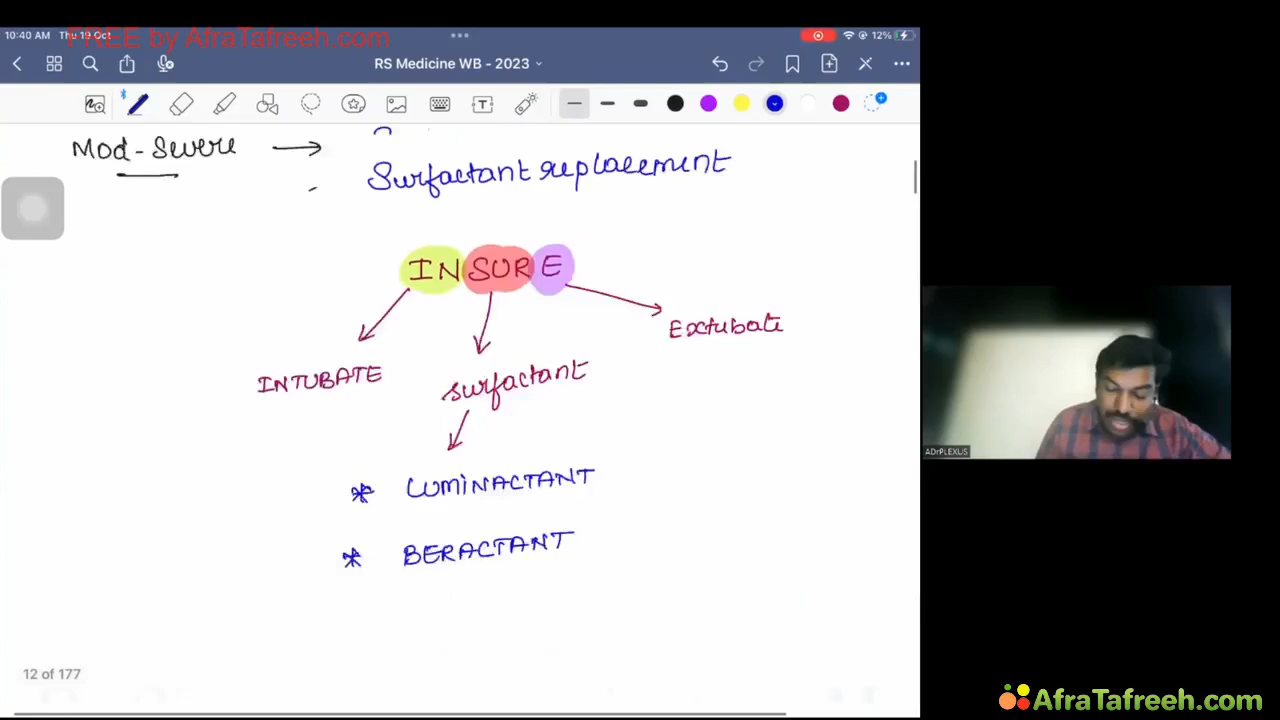 10:40 AM Thu 19 Oct
FREE by AfraTafreeh.com
12%
RS Medicine WB - 2023
Mod - Severe →
Surfactant replacement
INSURE
Extubate
INTUBATE
surfactant
* LUMINACTANT
* BERACTANT
12 of 177
ADrPLEXUS
AfraTafreeh.com